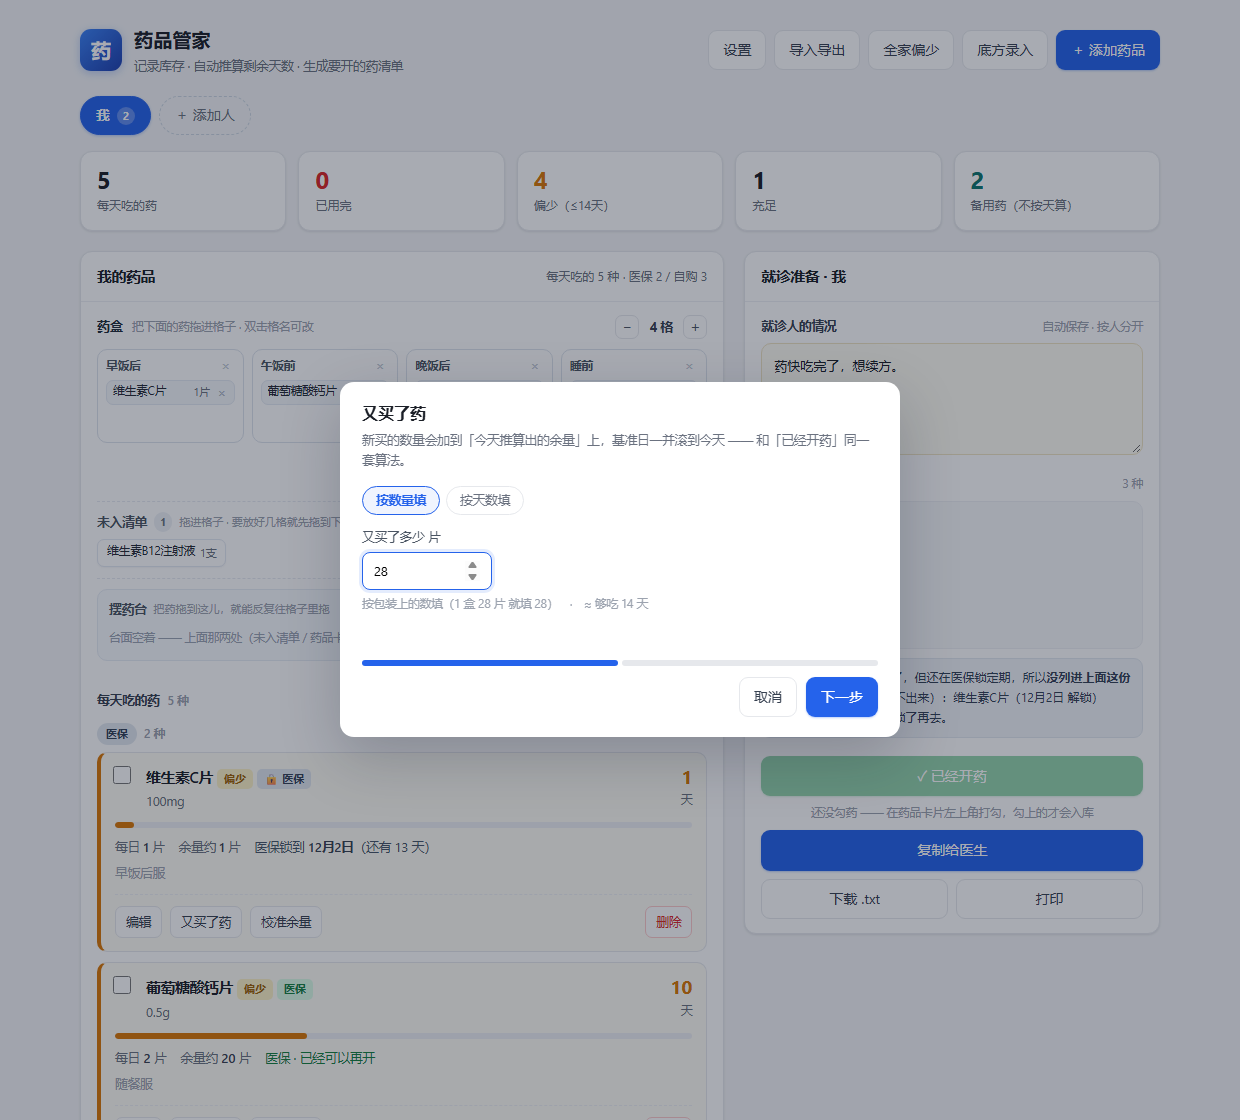 药
药品管家
记录库存 · 自动推算剩余天数 · 生成要开的药清单
设置
导入导出
全家偏少
底方录入
＋ 添加药品
我 2
＋ 添加人
5
每天吃的药
0
已用完
4
偏少（≤14天）
1
充足
2
备用药（不按天算）
我的药品
每天吃的 5 种 · 医保 2 / 自购 3
药盒 把下面的药拖进格子 · 双击格名可改
− 4 格 +
早饭后 ×
维生素C片 1片 ×
午饭前 ×
葡萄糖酸钙片
晚饭后 ×
睡前 ×
未入清单 1 拖进格子 · 要放好几格就先拖到下
维生素B12注射液 1支
摆药台 把药拖到这儿，就能反复往格子里拖
台面空着 —— 上面那两处（未入清单 / 药品卡
每天吃的药 5 种
医保 2 种
维生素C片 偏少 🔒 医保
100mg
1
天
每日 1 片 余量约 1 片 医保锁到 12月2日（还有 13 天）
早饭后服
编辑
又买了药
校准余量
删除
葡萄糖酸钙片 偏少 医保
0.5g
10
天
每日 2 片 余量约 20 片 医保 · 已经可以再开
随餐服
就诊准备 · 我
就诊人的情况
自动保存 · 按人分开
药快吃完了，想续方。
3 种
，但还在医保锁定期，所以没列进上面这份
不出来）：维生素C片（12月2日 解锁）
锁了再去。
✓ 已经开药
还没勾药 —— 在药品卡片左上角打勾，勾上的才会入库
复制给医生
下载 .txt
打印
又买了药
新买的数量会加到「今天推算出的余量」上，基准日一并滚到今天 —— 和「已经开药」同一
套算法。
按数量填
按天数填
又买了多少 片
28
按包装上的数填（1 盒 28 片 就填 28） · ≈ 够吃 14 天
取消
下一步